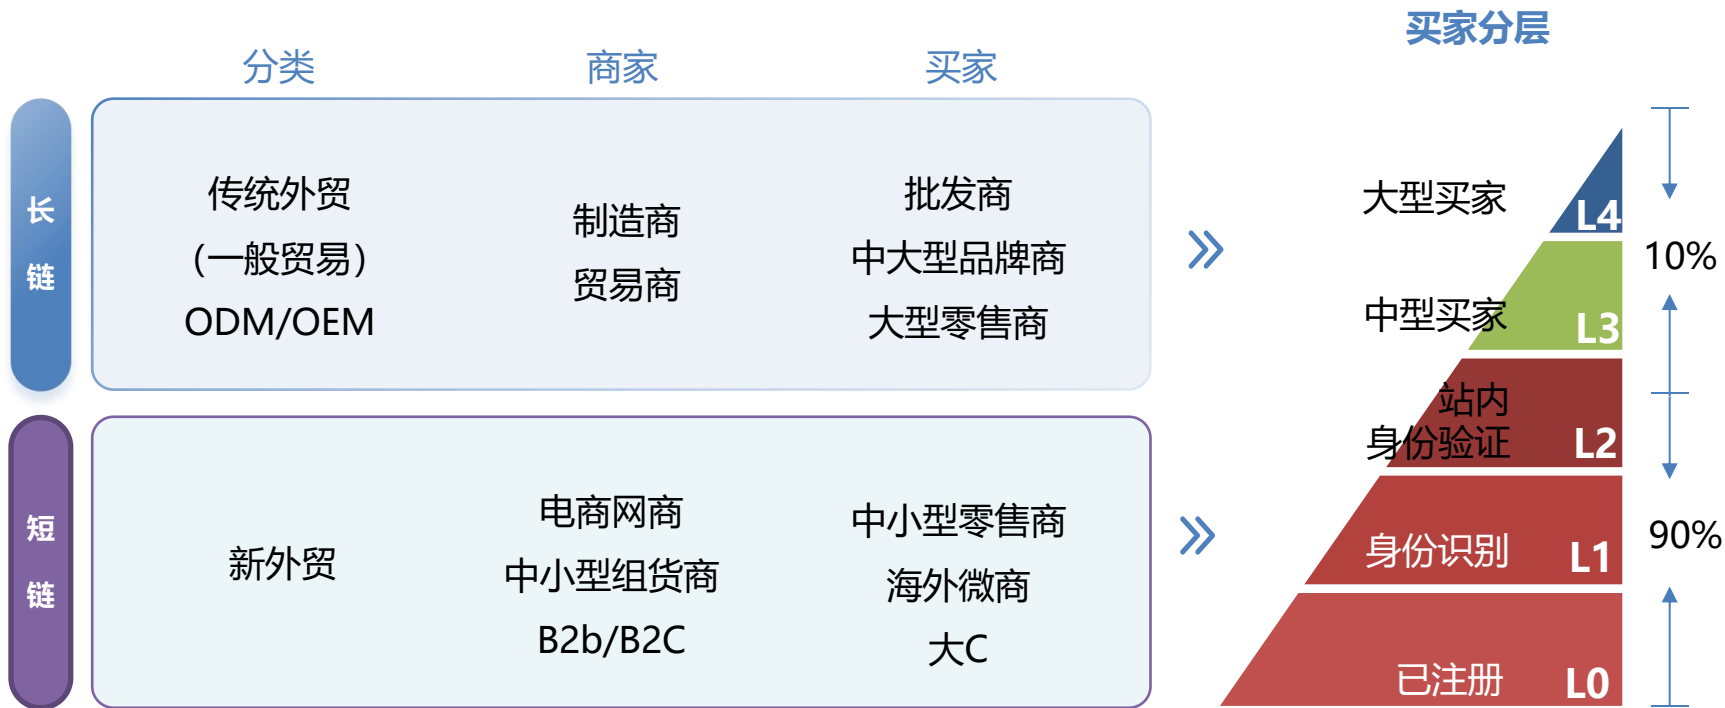 买家分层
分类
商家
买家
长
链
传统外贸
（一般贸易）
ODM/OEM
制造商
贸易商
批发商
中大型品牌商
大型零售商
短
链
新外贸
电商网商
中小型组货商
B2b/B2C
中小型零售商
海外微商
大C
大型买家
L4
中型买家
L3
站内
身份验证
L2
身份识别
L1
已注册
L0
10%
90%